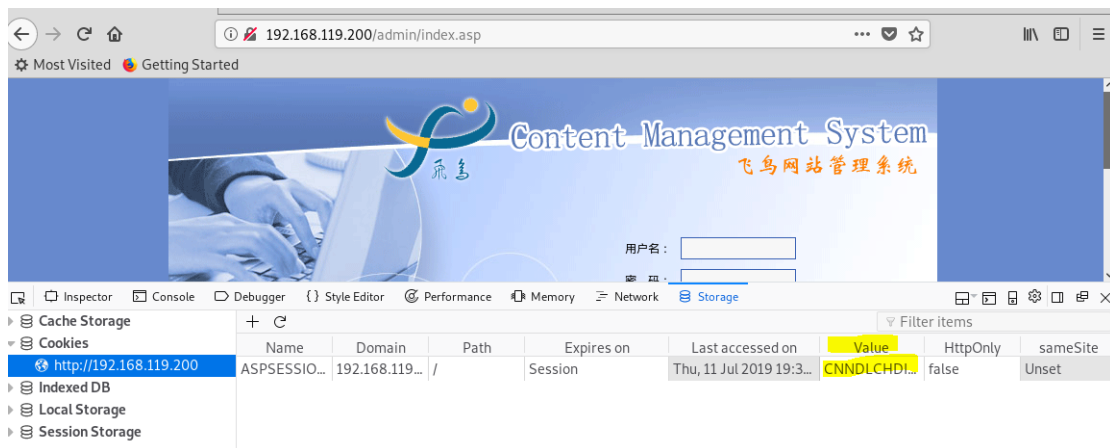 192.168.119.200/admin/index.asp
Most Visited Getting Started
Content Management System
飞鸟网站管理系统
飛鸟
用户名：
密 码：
Inspector Console Debugger {} Style Editor Performance Memory Network Storage
Cache Storage
Filter items
Cookies
Name Domain Path Expires on Last accessed on Value HttpOnly sameSite
http://192.168.119.200
ASPSESSIO... 192.168.119... / Session Thu, 11 Jul 2019 19:3... CNNDLCHDI... false Unset
Indexed DB
Local Storage
Session Storage